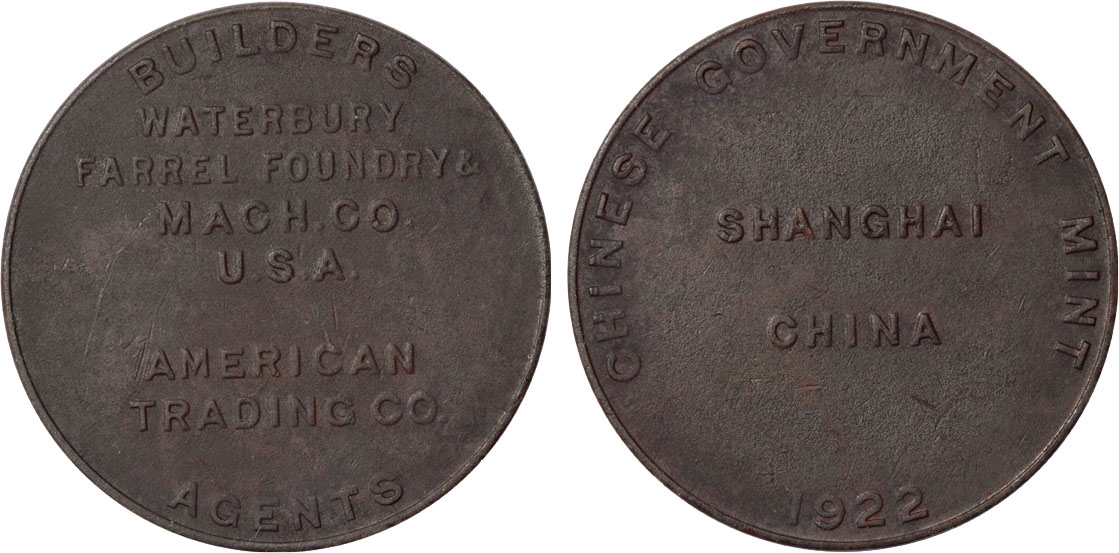 BUILDERS
WATERBURY
FARREL FOUNDRY &
MACH. CO.
U.S.A.
AMERICAN
TRADING CO.
AGENTS
CHINESE GOVERNMENT MINT
SHANGHAI
CHINA
1922